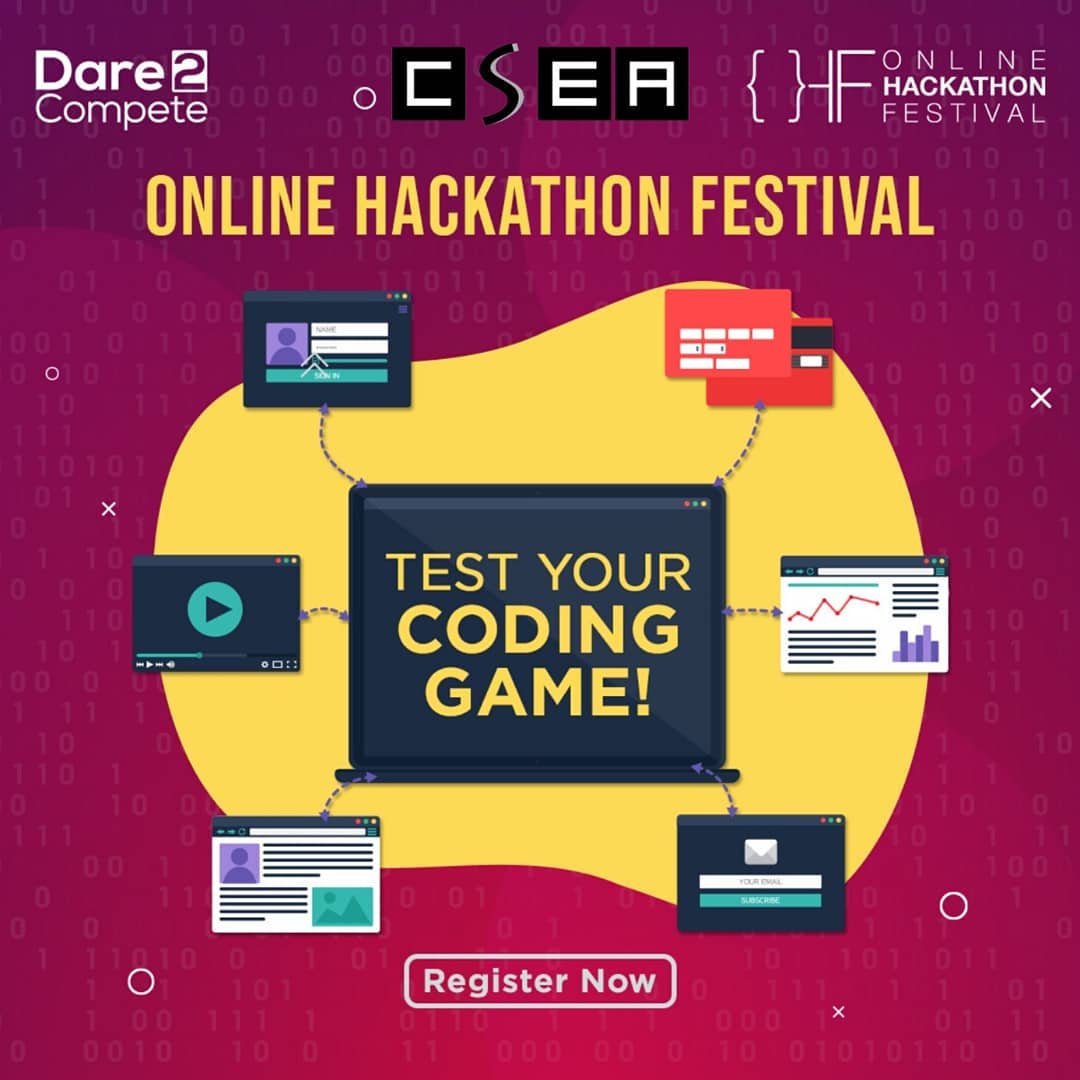 Dare2
Compete
CSEA
{ }HF
ONLINE
HACKATHON
FESTIVAL
ONLINE HACKATHON FESTIVAL
NAME
SIGN IN
TEST YOUR
CODING
GAME!
YOUR EMAIL
SUBSCRIBE
Register Now